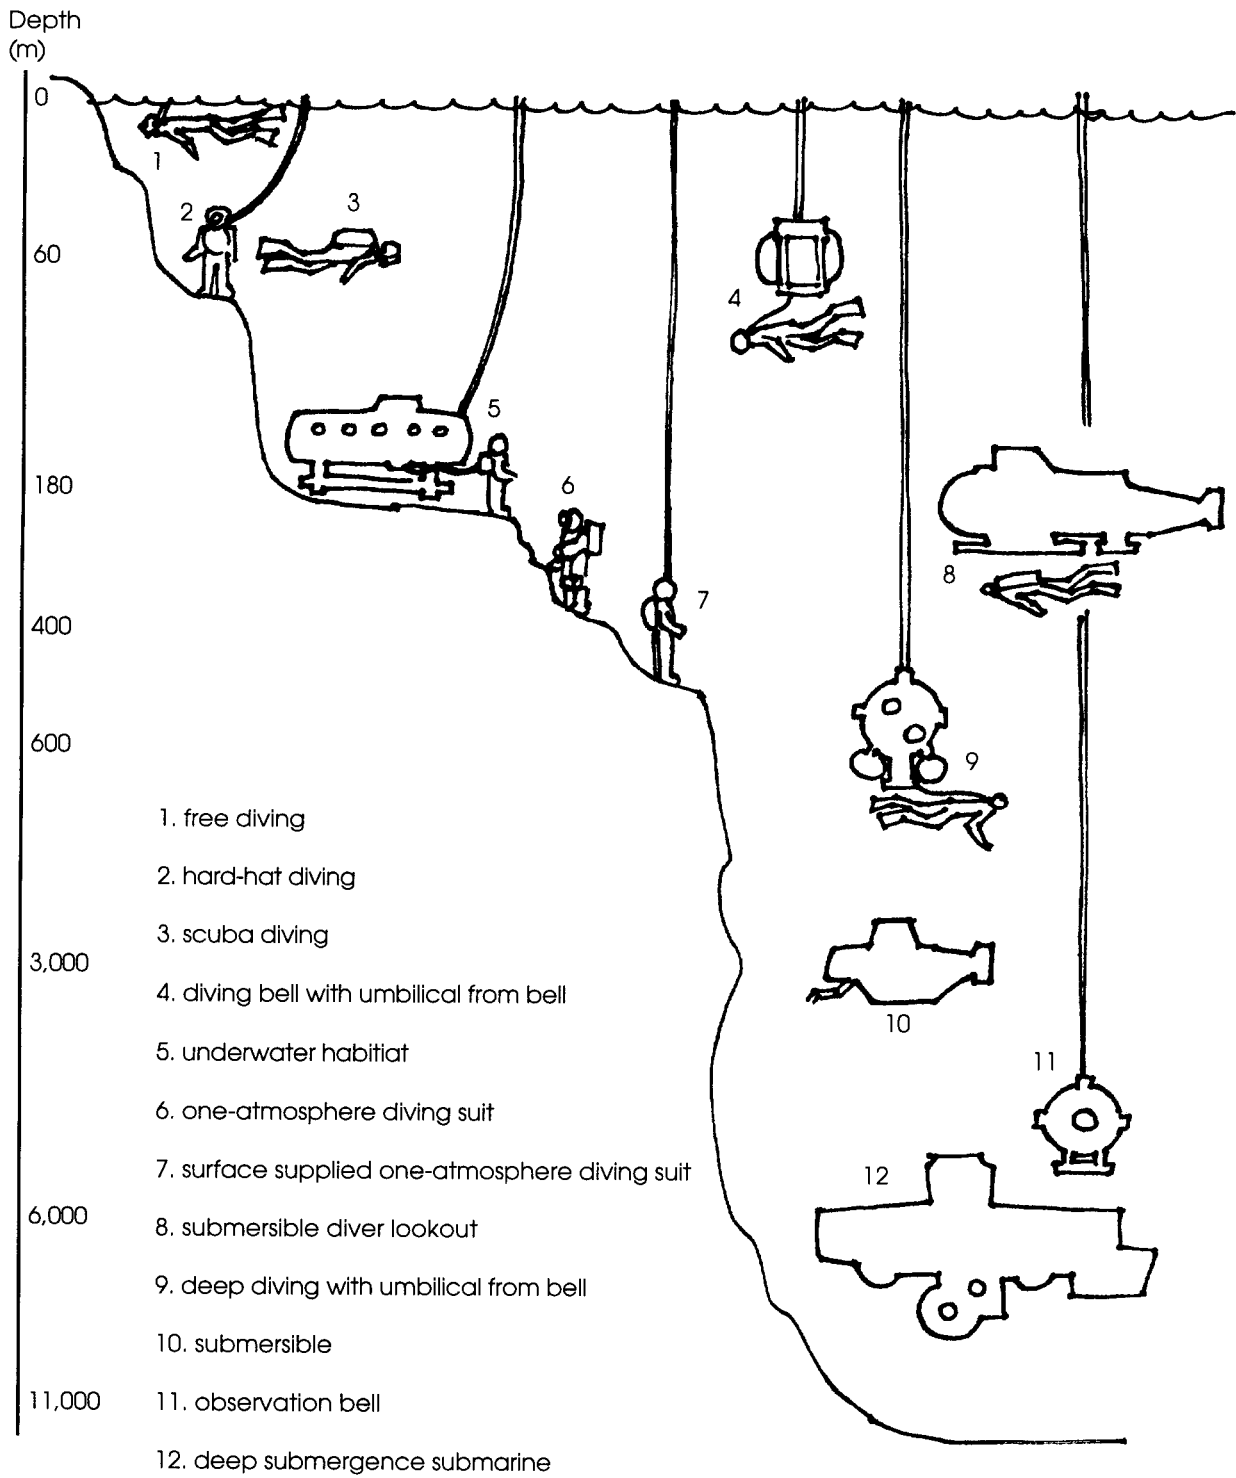 Depth
(m)
0
1
2
3
60
4
5
180
6
8
7
400
600
9
1. free diving
2. hard-hat diving
3. scuba diving
3,000
4. diving bell with umbilical from bell
10
5. underwater habitiat
11
6. one-atmosphere diving suit
7. surface supplied one-atmosphere diving suit
12
6,000
8. submersible diver lookout
9. deep diving with umbilical from bell
10. submersible
11,000
11. observation bell
12. deep submergence submarine